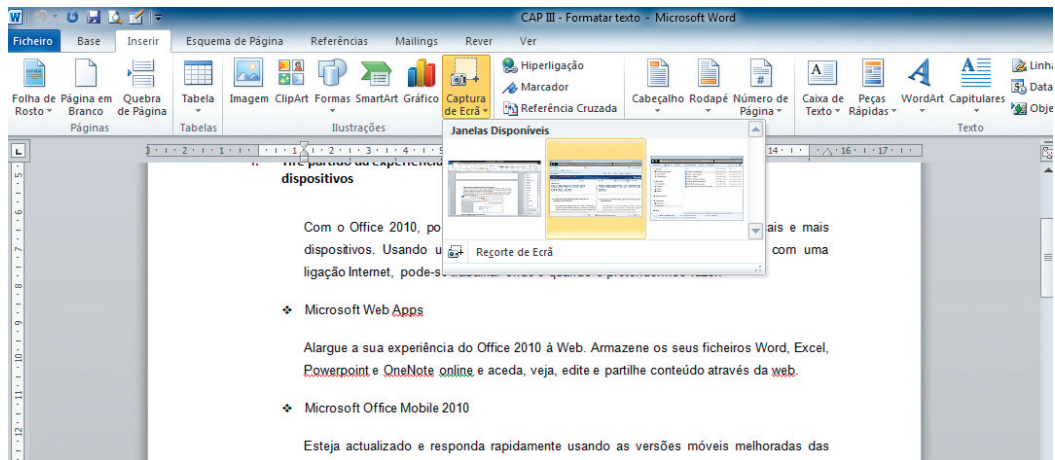 CAP III - Formatar texto - Microsoft Word
Ficheiro Base Inserir Esquema de Página Referências Mailings Rever Ver
Folha de Rosto
Página em Branco
Quebra de Página
Páginas
Tabela
Tabelas
Imagem ClipArt Formas SmartArt Gráfico
Captura de Ecrã
Ilustrações
Hiperligação
Marcador
Referência Cruzada
Cabeçalho Rodapé
Número de Página
Caixa de Texto
Peças Rápidas
WordArt Capitulares
Texto
Linha
Data
Obje
Janelas Disponíveis
Recorte de Ecrã
dispositivos
Com o Office 2010, po ais e mais
dispositivos. Usando u com uma
ligação Internet, pode-s
❖ Microsoft Web Apps
Alargue a sua experiência do Office 2010 à Web. Armazene os seus ficheiros Word, Excel,
Powerpoint e OneNote online e aceda, veja, edite e partilhe conteúdo através da web.
❖ Microsoft Office Mobile 2010
Esteja actualizado e responda rapidamente usando as versões móveis melhoradas das